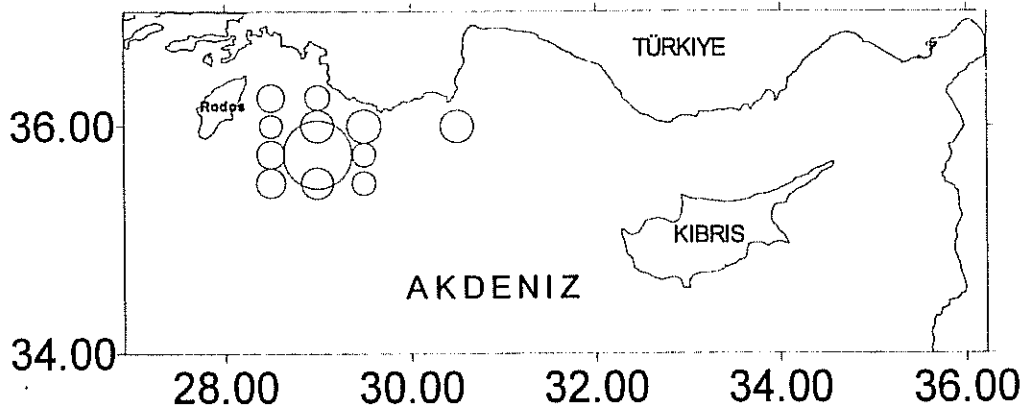 TÜRKIYE
Rodos
36.00
KIBRIS
AKDENIZ
34.00
28.00 30.00 32.00 34.00 36.00